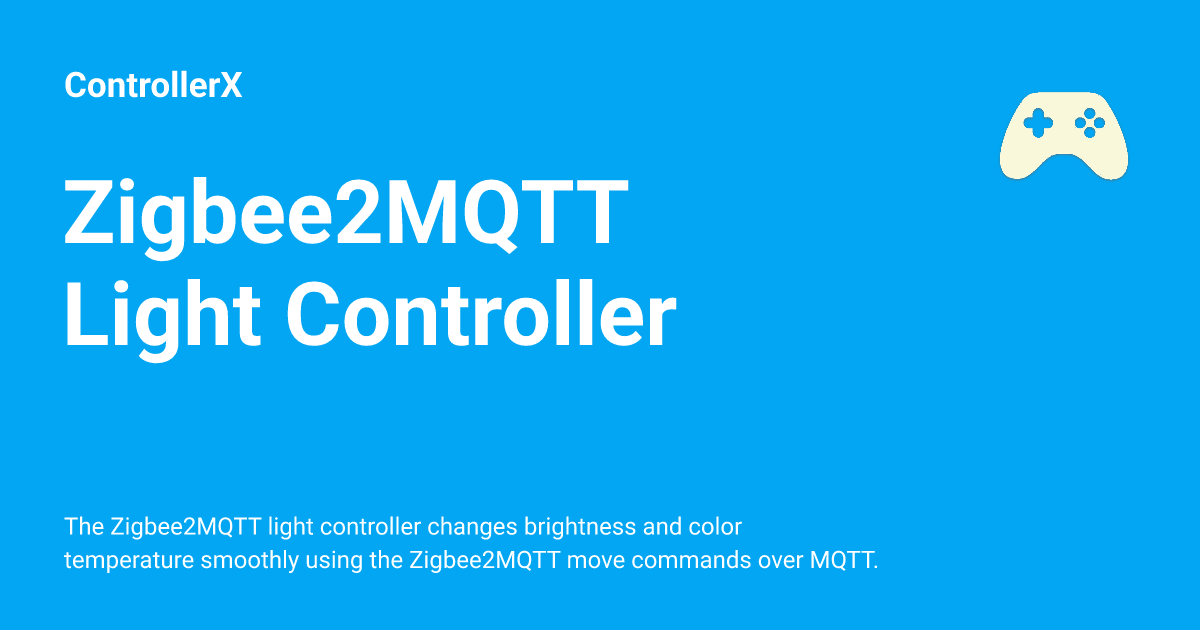 ControllerX
Zigbee2MQTT
Light Controller
The Zigbee2MQTT light controller changes brightness and color
temperature smoothly using the Zigbee2MQTT move commands over MQTT.